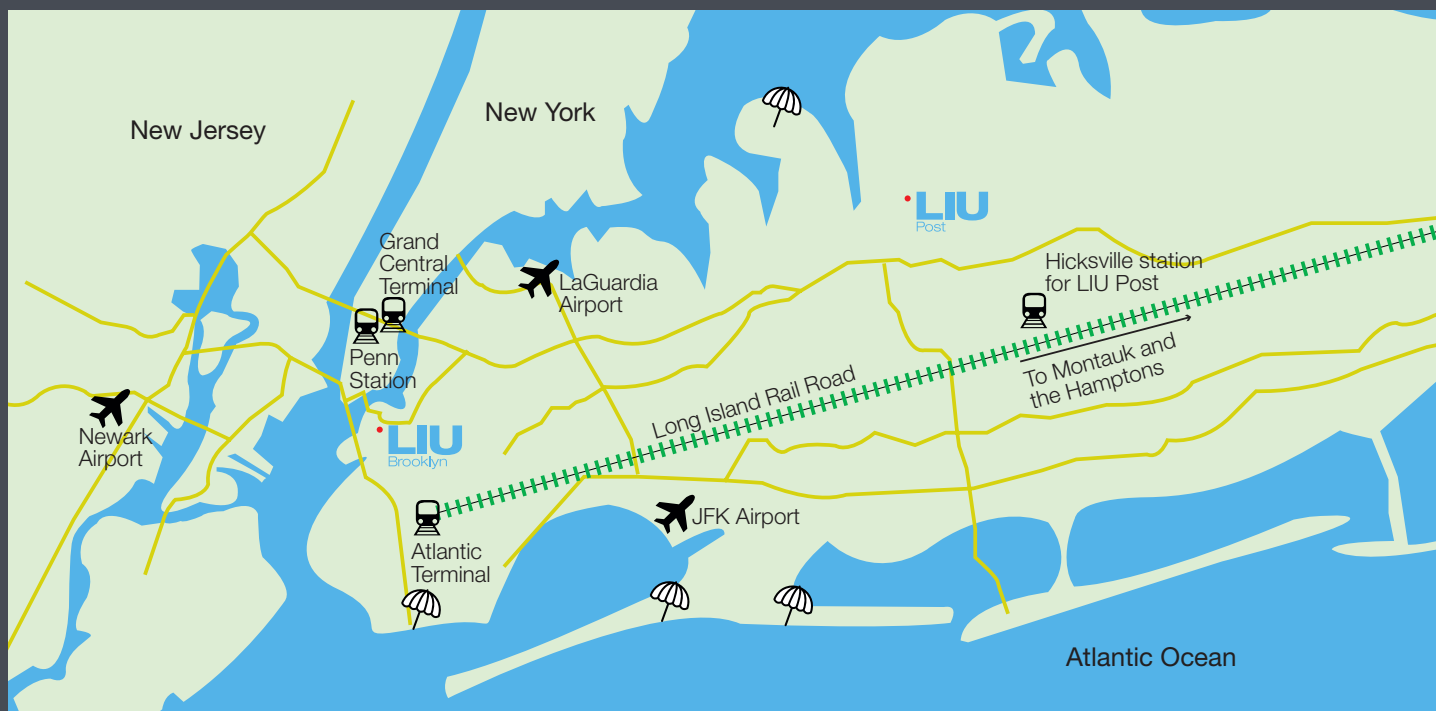 New Jersey
New York
LIU
Post
Grand
Central
Terminal
LaGuardia
Airport
Hicksville station
for LIU Post
Penn
Station
To Montauk and
the Hamptons
Long Island Rail Road
Newark
Airport
LIU
Brooklyn
JFK Airport
Atlantic
Terminal
Atlantic Ocean